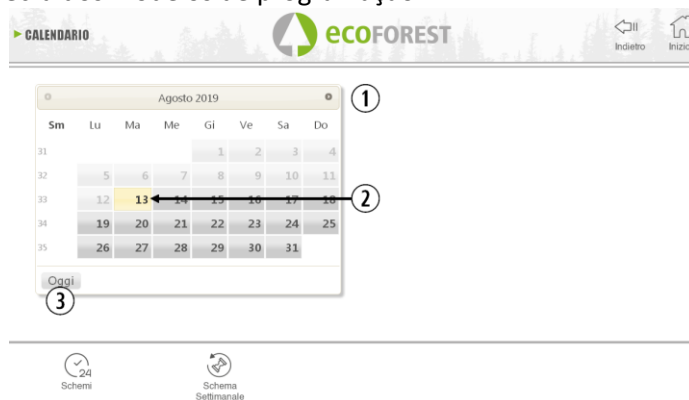 CALENDARIO
ecoFOREST
Indietro
Agosto 2019
1
Sm Lu Ma Me Gi Ve Sa Do
31 1 2 3 4
32 5 6 7 8 9 10 11
33 12 13 14 15 16 17 18
2
34 19 20 21 22 23 24 25
35 26 27 28 29 30 31
Oggi
3
24
Schemi
Schema
Settimanale